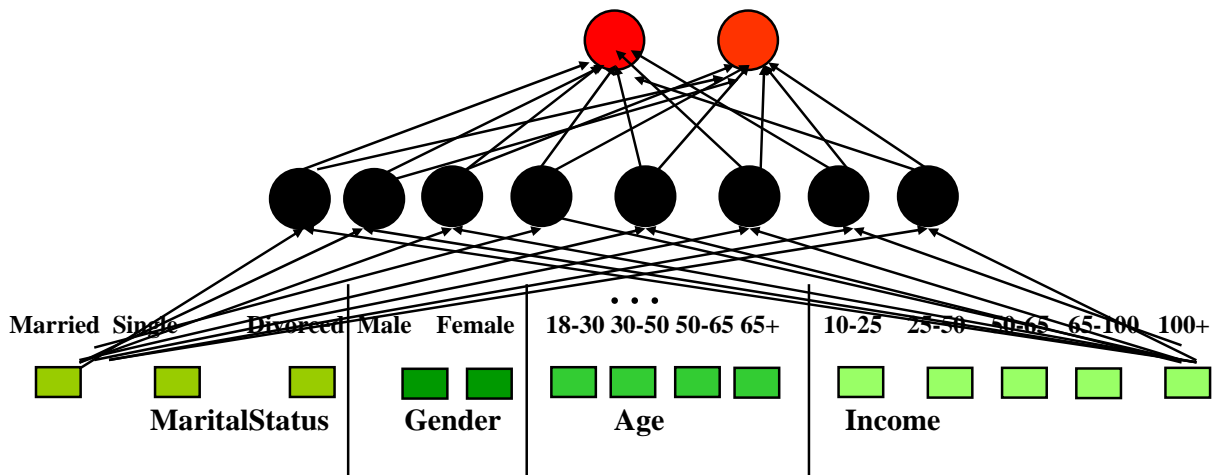 . . .
Married Single Divorced Male Female 18-30 30-50 50-65 65+ 10-25 25-50 50-65 65-100 100+
MaritalStatus Gender Age Income